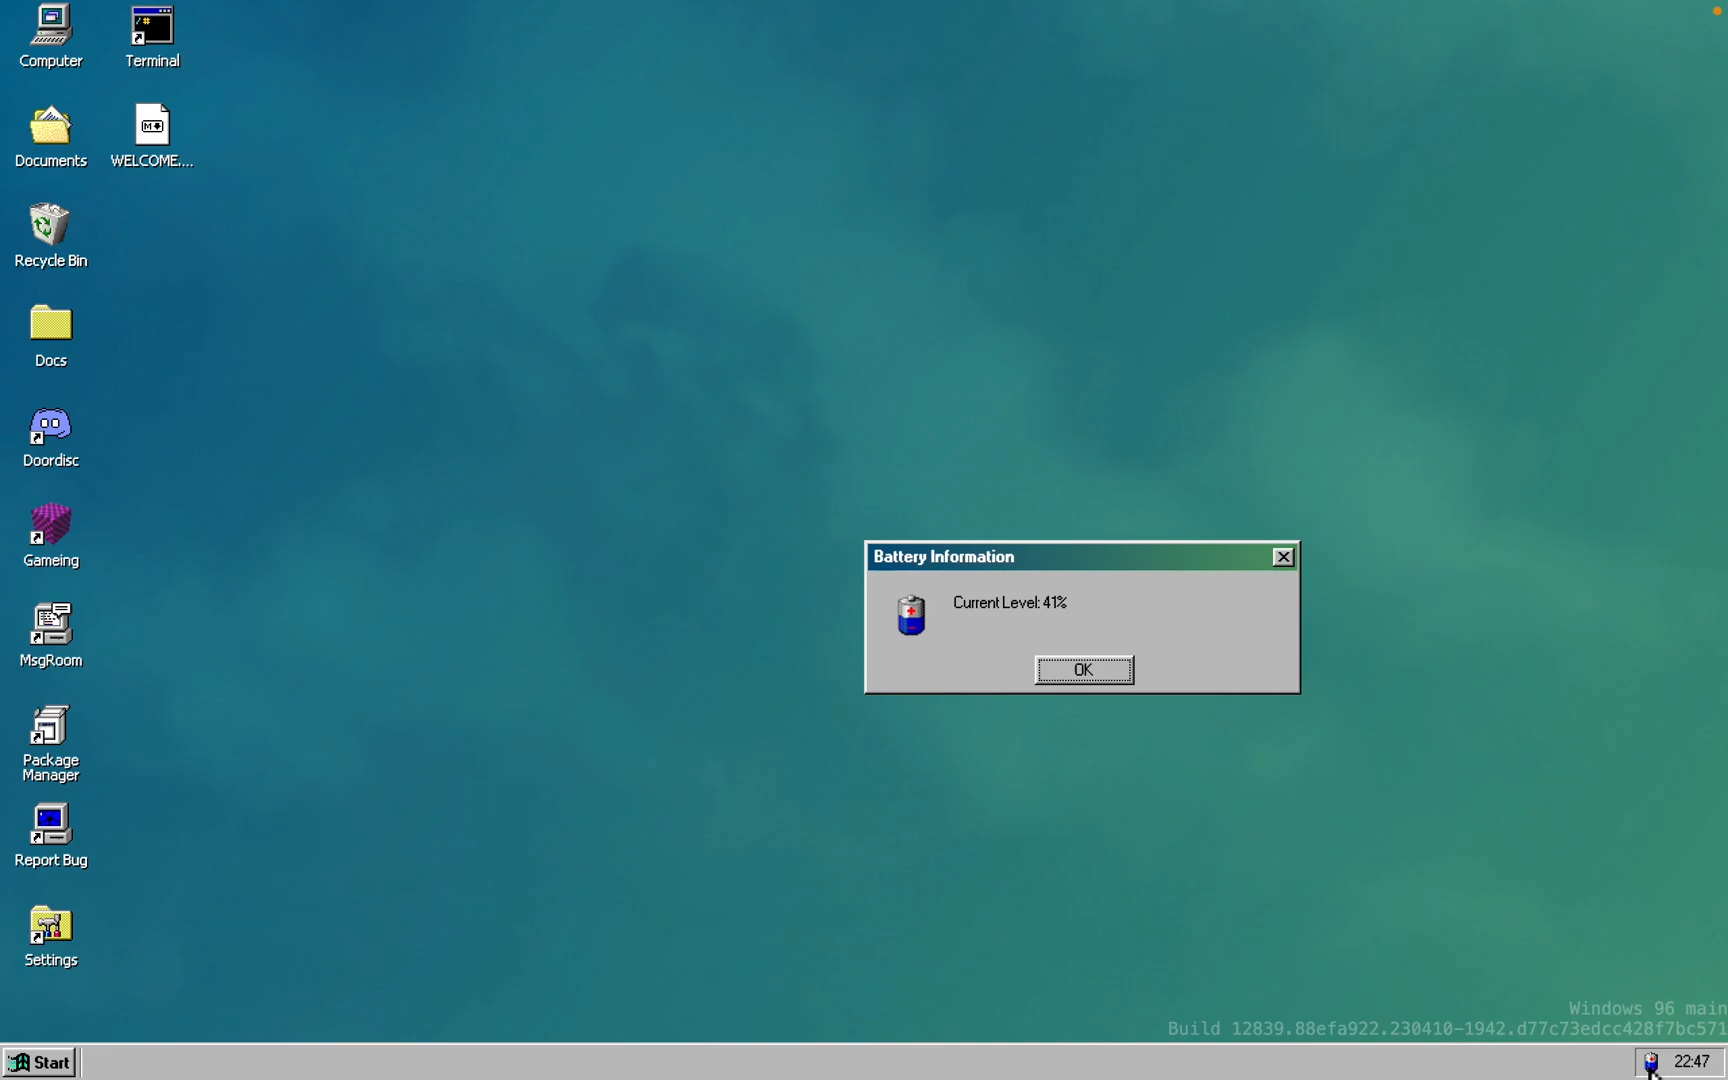 Computer
Terminal
Documents
WELCOME....
Recycle Bin
Docs
Doordisc
Gameing
MsgRoom
Package
Manager
Report Bug
Settings
Battery Information
Current Level: 41%
OK
Windows 96 main
Build 12839.88efa922.230410-1942.d77c73edcc428f7bc571
Start
22:47